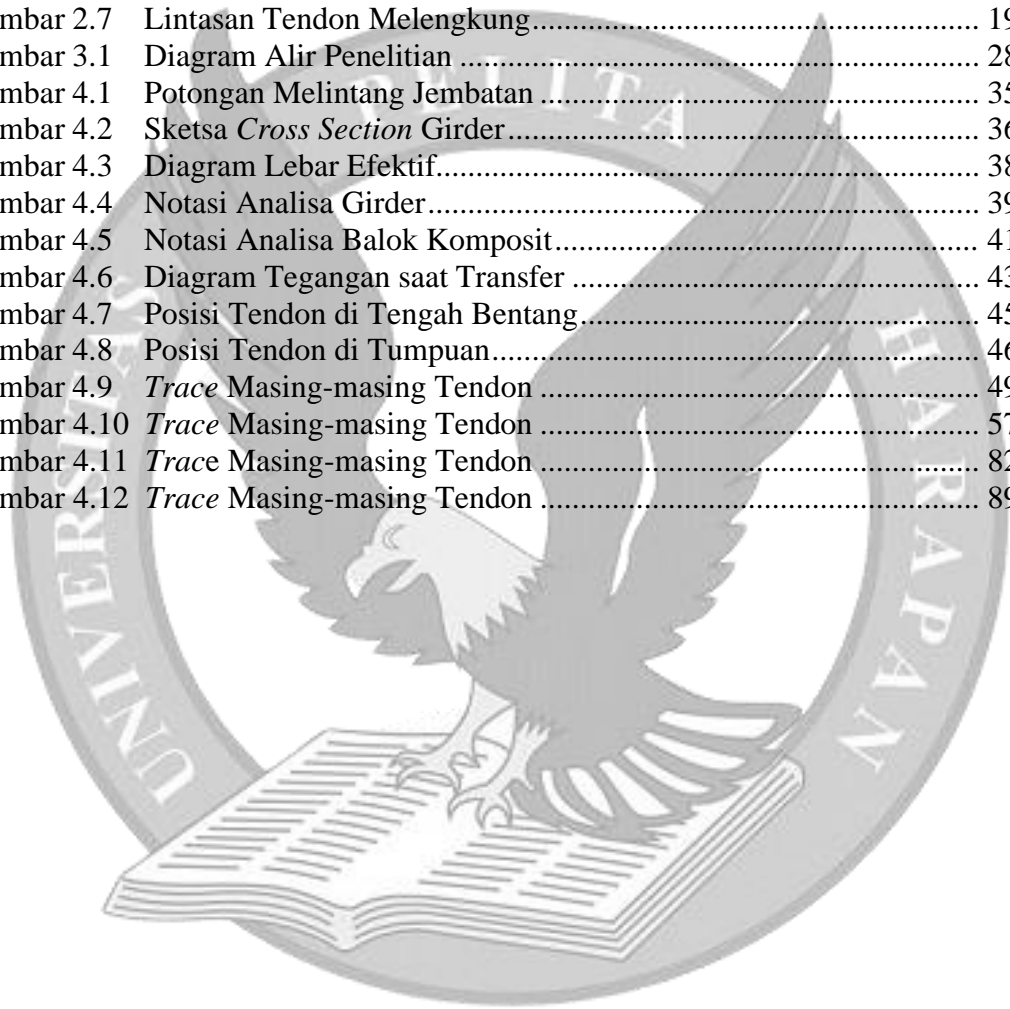 mbar 2.7 Lintasan Tendon Melengkung........................................................ 19
mbar 3.1 Diagram Alir Penelitian ................................................................. 28
mbar 4.1 Potongan Melintang Jembatan ....................................................... 35
mbar 4.2 Sketsa Cross Section Girder........................................................... 36
mbar 4.3 Diagram Lebar Efektif.................................................................... 38
mbar 4.4 Notasi Analisa Girder..................................................................... 39
mbar 4.5 Notasi Analisa Balok Komposit..................................................... 41
mbar 4.6 Diagram Tegangan saat Transfer ................................................... 43
mbar 4.7 Posisi Tendon di Tengah Bentang.................................................. 45
mbar 4.8 Posisi Tendon di Tumpuan............................................................. 46
mbar 4.9 Trace Masing-masing Tendon ....................................................... 49
mbar 4.10 Trace Masing-masing Tendon ....................................................... 57
mbar 4.11 Trace Masing-masing Tendon ....................................................... 82
mbar 4.12 Trace Masing-masing Tendon ....................................................... 89
UNIVERSITAS PELITA HARAPAN